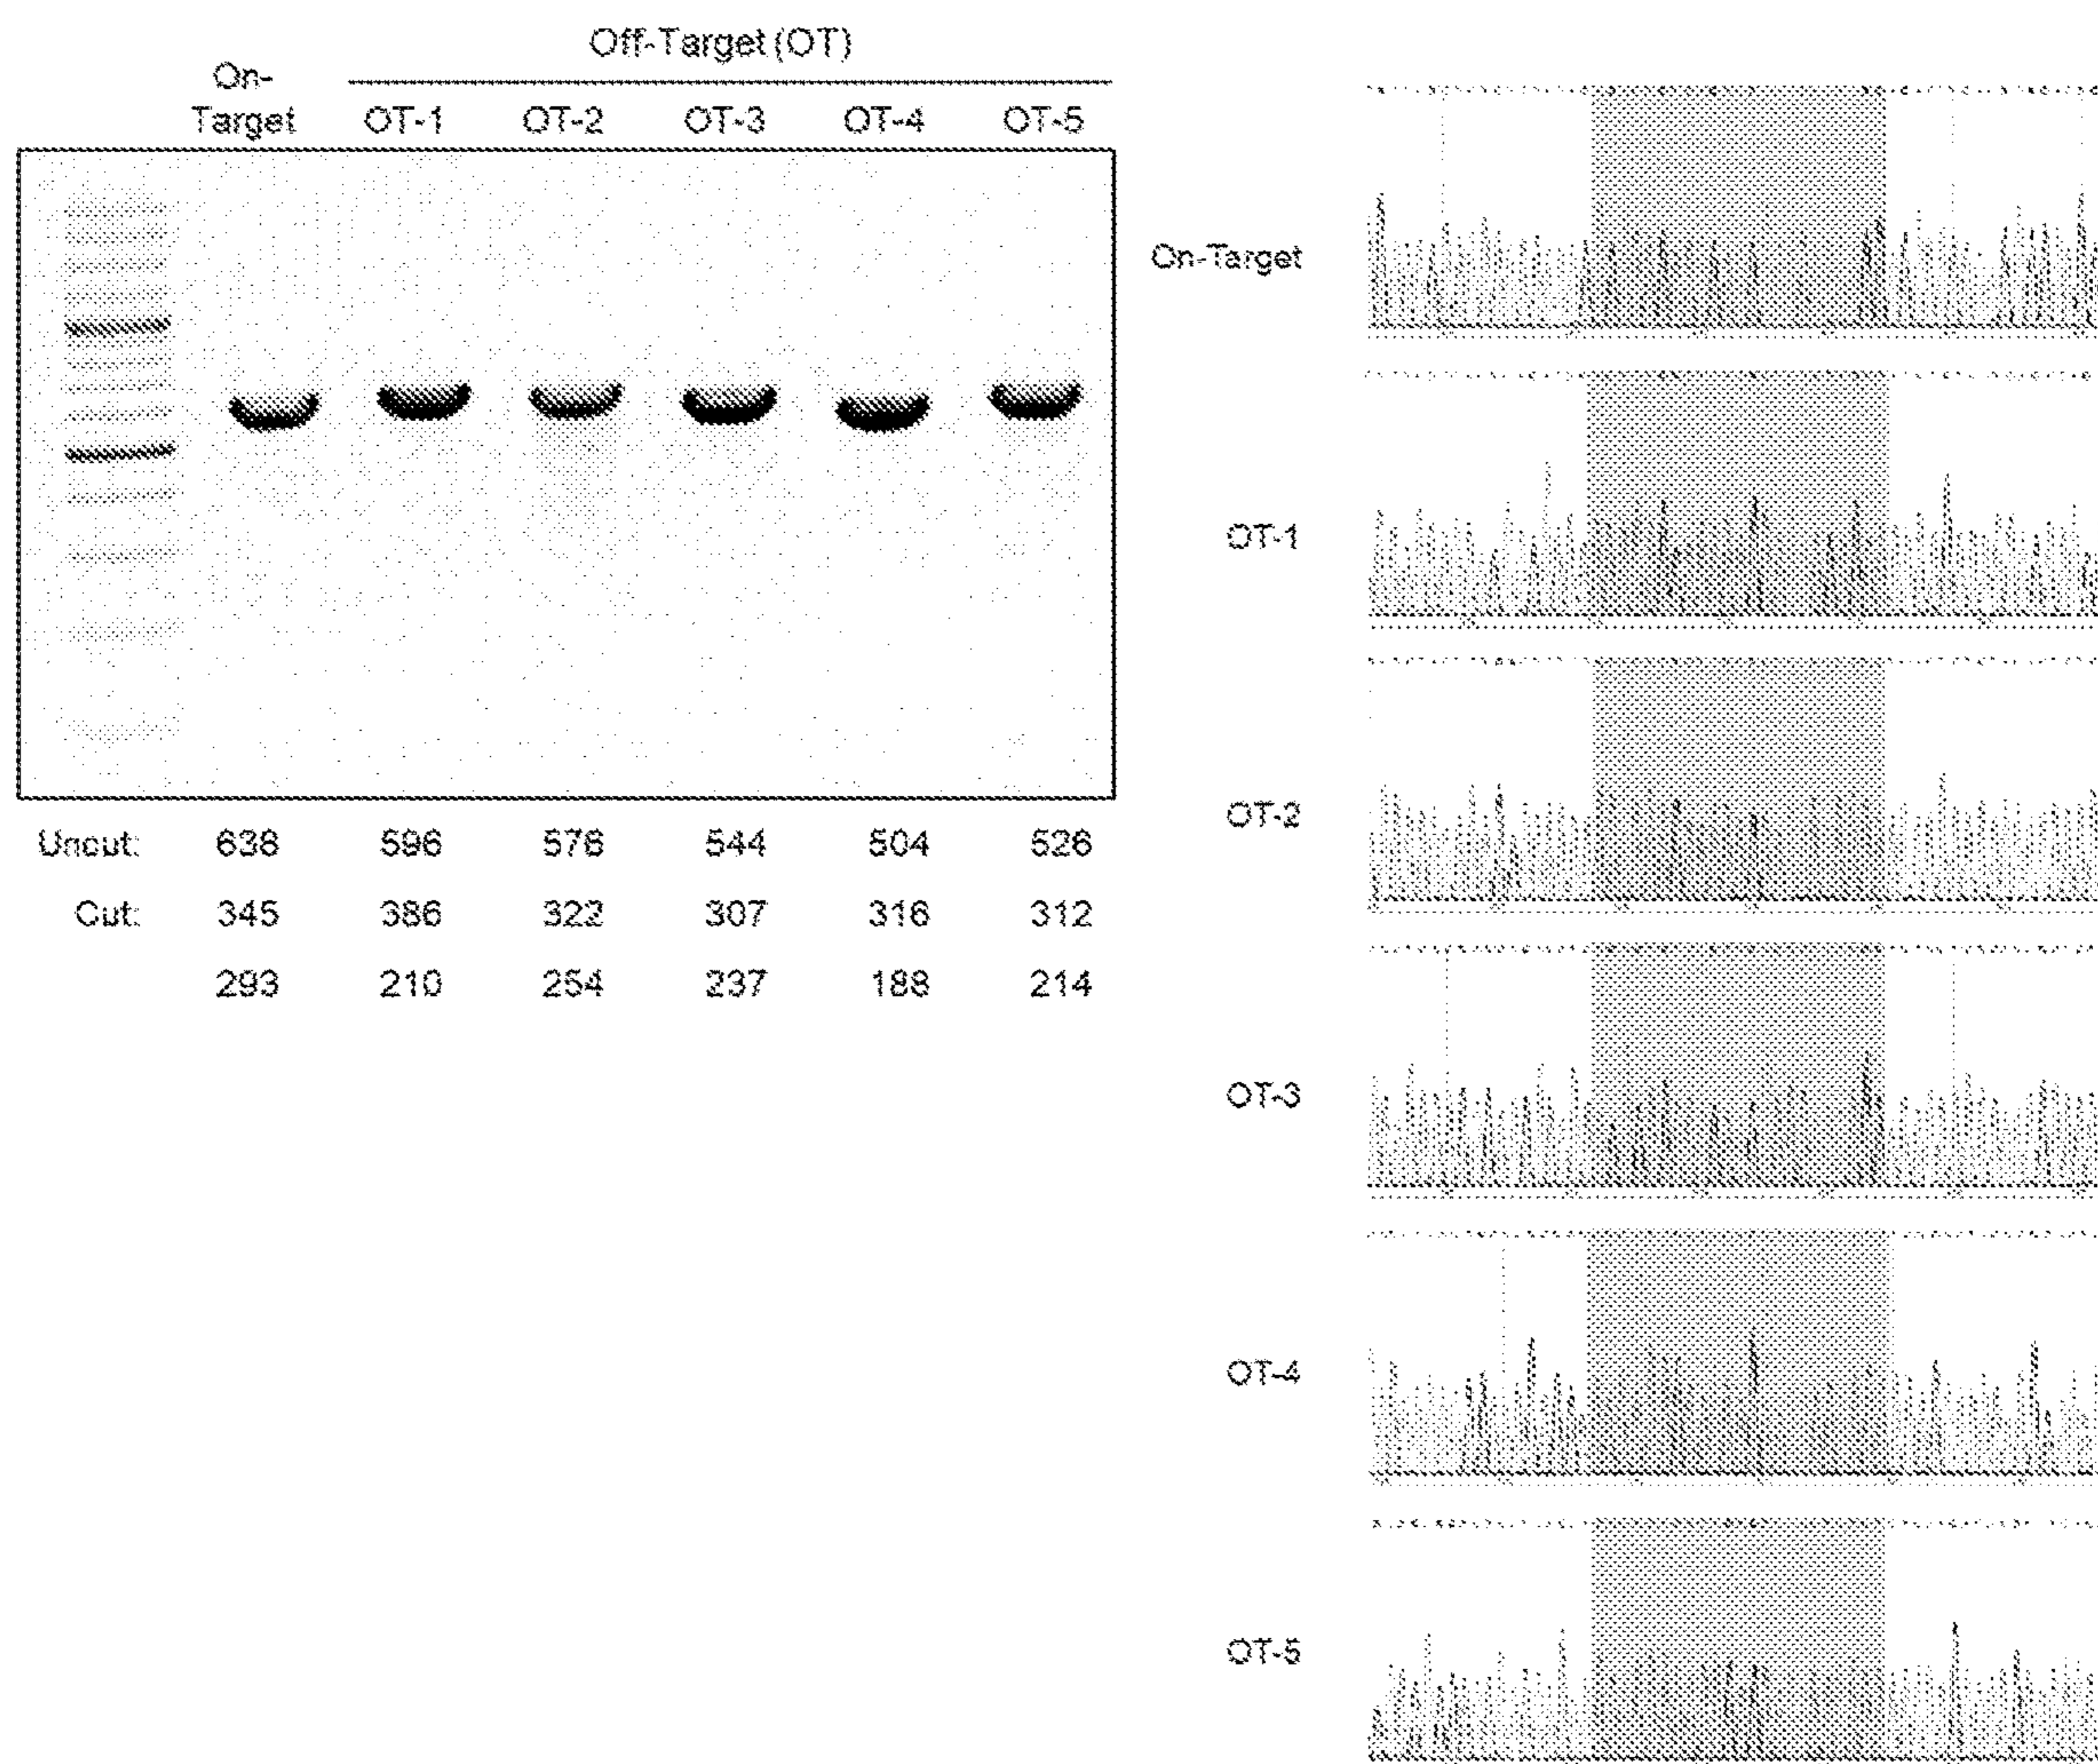 Off-Target (OT)
On-
Target OT-1 OT-2 OT-3 OT-4 OT-5
Uncut: 638 596 576 544 504 526
Cut: 345 386 322 307 316 312
293 210 254 237 188 214
On-Target
OT-1
OT-2
OT-3
OT-4
OT-5